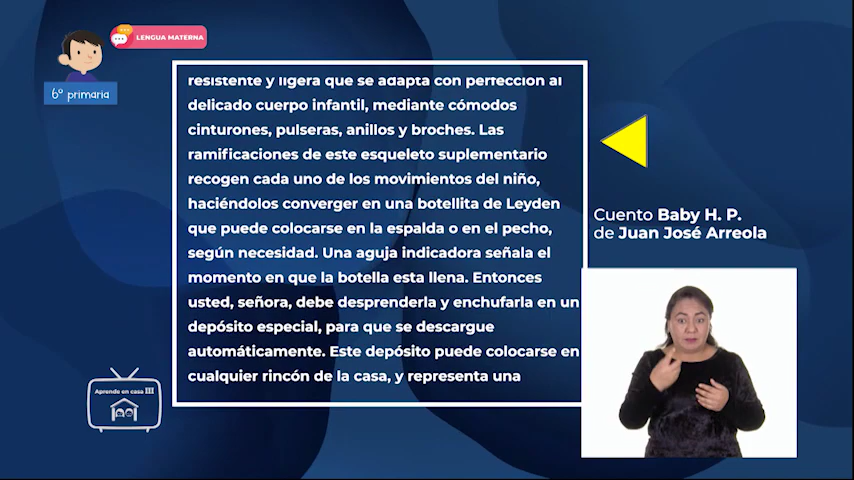 LENGUA MATERNA
6º primaria
resistente y ligera que se adapta con perfección al
delicado cuerpo infantil, mediante cómodos
cinturones, pulseras, anillos y broches. Las
ramificaciones de este esqueleto suplementario
recogen cada uno de los movimientos del niño,
haciéndolos converger en una botellita de Leyden
que puede colocarse en la espalda o en el pecho,
según necesidad. Una aguja indicadora señala el
momento en que la botella esta llena. Entonces
usted, señora, debe desprenderla y enchufarla en un
depósito especial, para que se descargue
automáticamente. Este depósito puede colocarse en
cualquier rincón de la casa, y representa una
Cuento Baby H. P.
de Juan José Arreola
Aprende en casa III